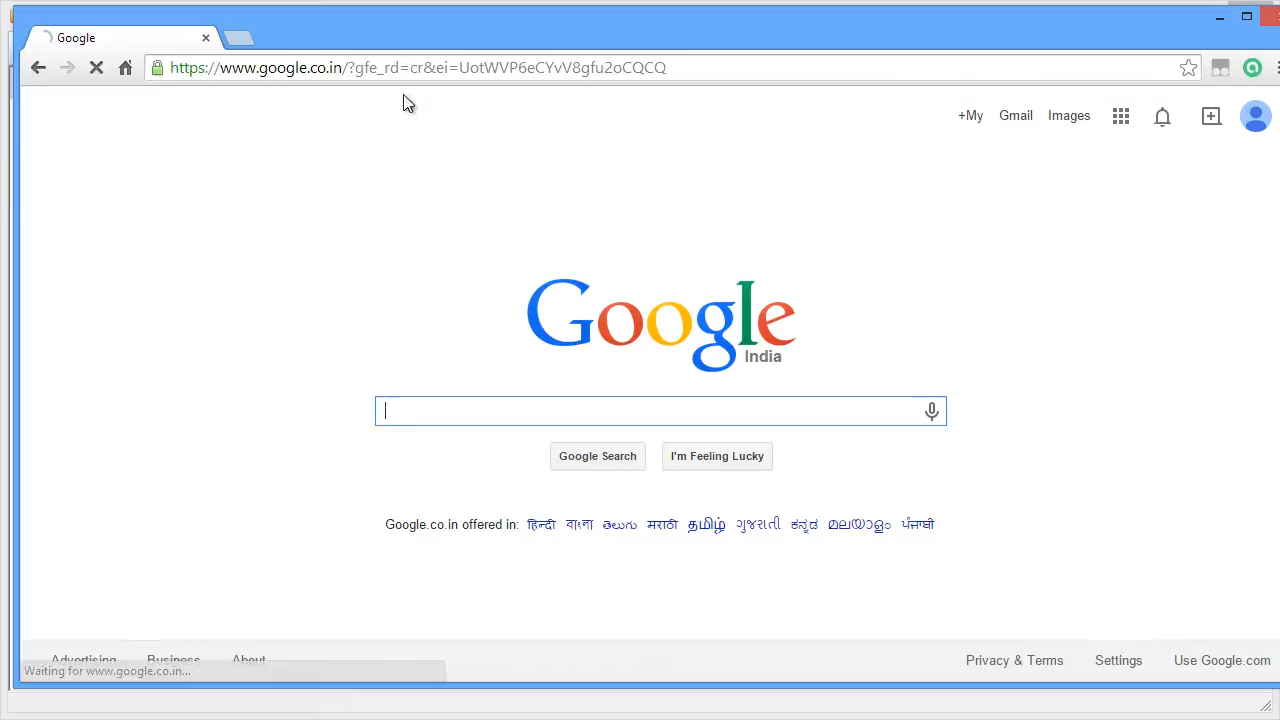 Google
https://www.google.co.in/?gfe_rd=cr&ei=UotWVP6eCYvV8gfu2oCQCQ
+My Gmail Images
Google
India
Google Search I'm Feeling Lucky
Google.co.in offered in: हिन्दी বাংলা తెలుగు मराठी தமிழ் ગુજરાતી ಕನ್ನಡ മലയാളം ਪੰਜਾਬੀ
Advertising Business About Privacy & Terms Settings Use Google.com
Waiting for www.google.co.in...